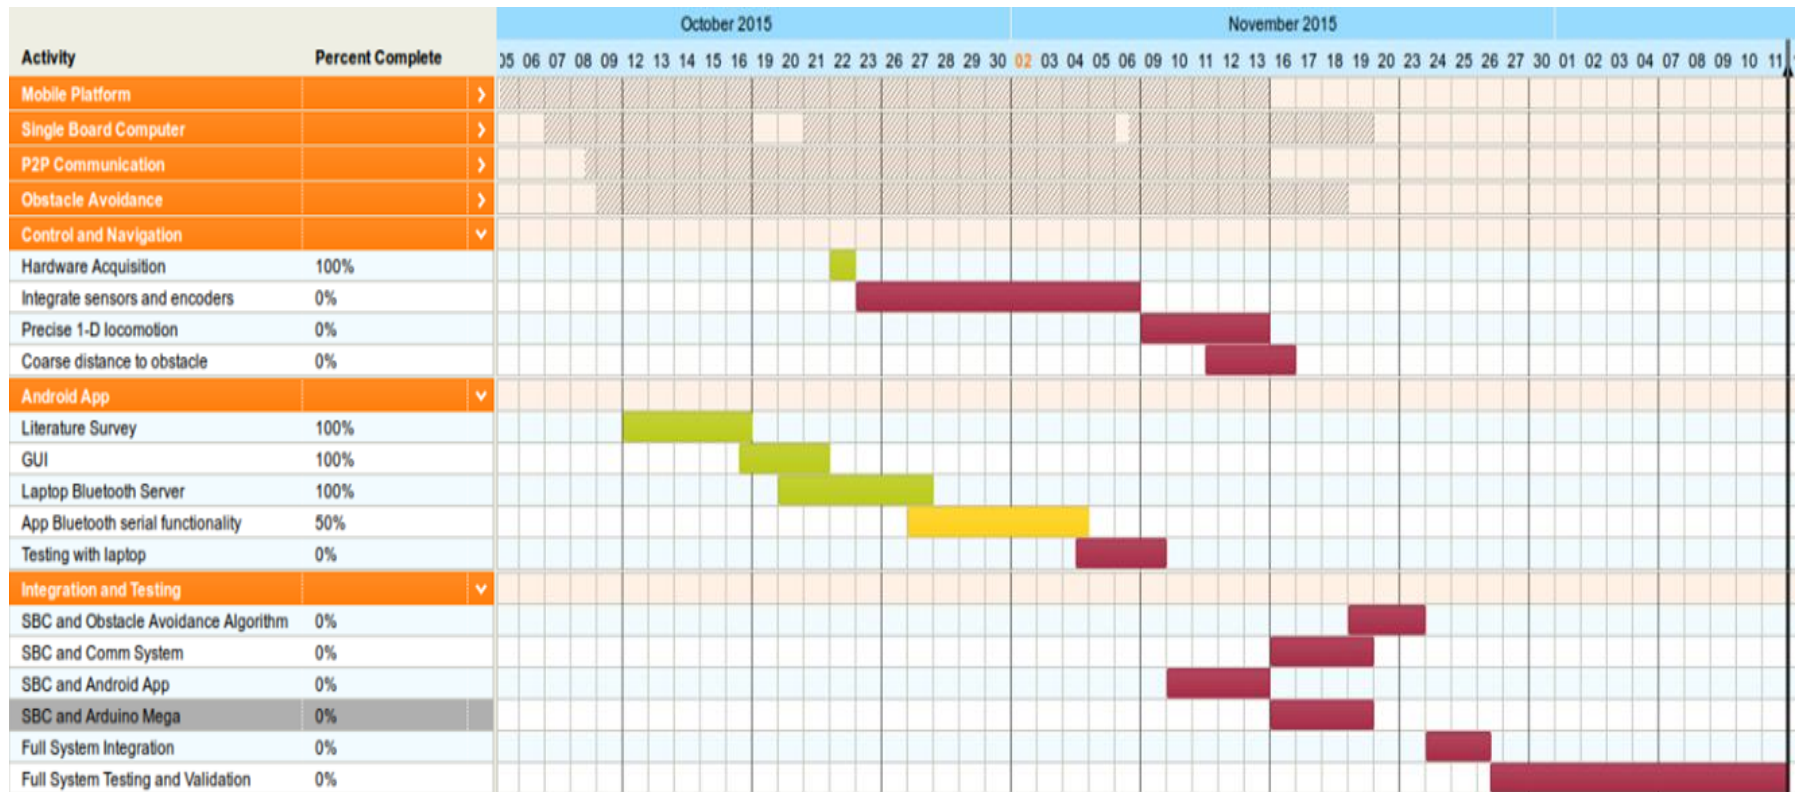 October 2015 November 2015
Activity Percent Complete 05 06 07 08 09 12 13 14 15 16 19 20 21 22 23 26 27 28 29 30 02 03 04 05 06 09 10 11 12 13 16 17 18 19 20 23 24 25 26 27 30 01 02 03 04 07 08 09 10 11
Mobile Platform
Single Board Computer
P2P Communication
Obstacle Avoidance
Control and Navigation
Hardware Acquisition 100%
Integrate sensors and encoders 0%
Precise 1-D locomotion 0%
Coarse distance to obstacle 0%
Android App
Literature Survey 100%
GUI 100%
Laptop Bluetooth Server 100%
App Bluetooth serial functionality 50%
Testing with laptop 0%
Integration and Testing
SBC and Obstacle Avoidance Algorithm 0%
SBC and Comm System 0%
SBC and Android App 0%
SBC and Arduino Mega 0%
Full System Integration 0%
Full System Testing and Validation 0%